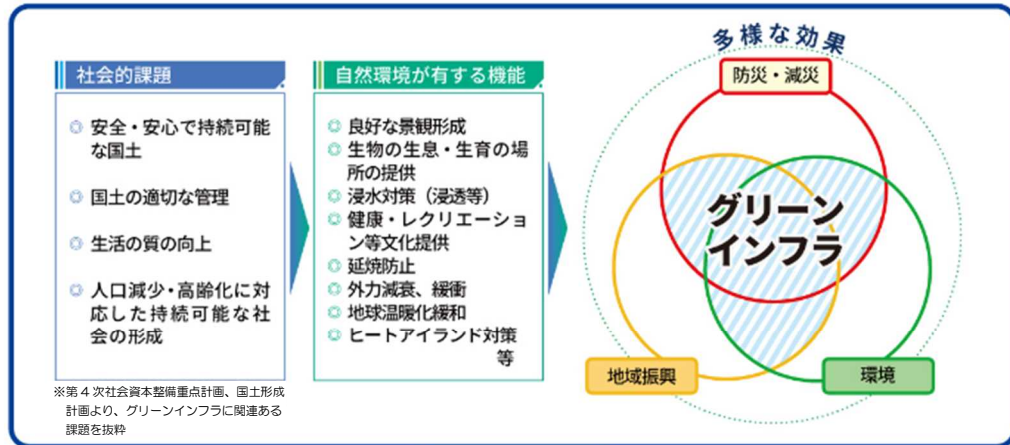 社会的課題
安全・安心で持続可能
な国土
国土の適切な管理
生活の質の向上
人口減少・高齢化に対
応した持続可能な社
会の形成
※第4次社会資本整備重点計画、国土形成
計画より、グリーンインフラに関連ある
課題を抜粋
自然環境が有する機能
良好な景観形成
生物の生息・生育の場
所の提供
浸水対策（浸透等）
健康・レクリエーション
等文化提供
延焼防止
外力減衰、緩衝
地球温暖化緩和
ヒートアイランド対策
等
多様な効果
防災・減災
グリーン
インフラ
地域振興
環境